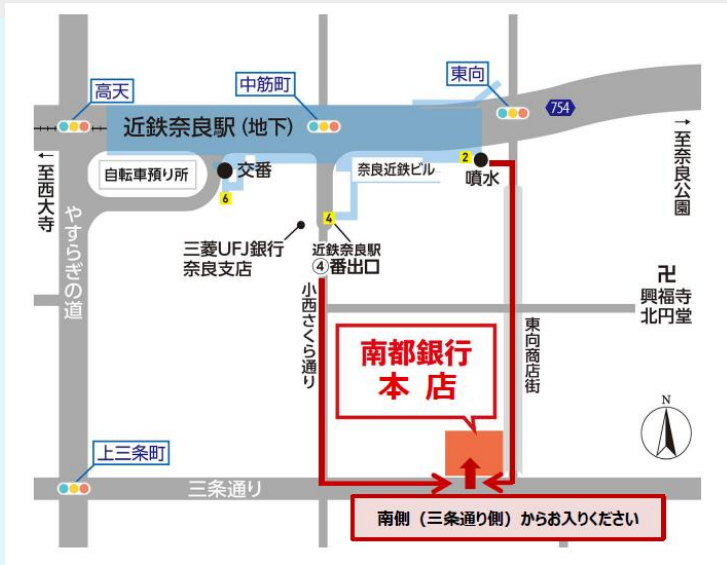 高天
中筋町
東向
754
近鉄奈良駅(地下)
→至奈良公園
←至西大寺
自転車預り所
交番
6
奈良近鉄ビル
2
噴水
4
三菱UFJ銀行
奈良支店
近鉄奈良駅
④番出口
やすらぎの道
小西さくら通り
東向商店街
卍
興福寺
北円堂
南都銀行
本店
N
上三条町
三条通り
南側(三条通り側)からお入りください